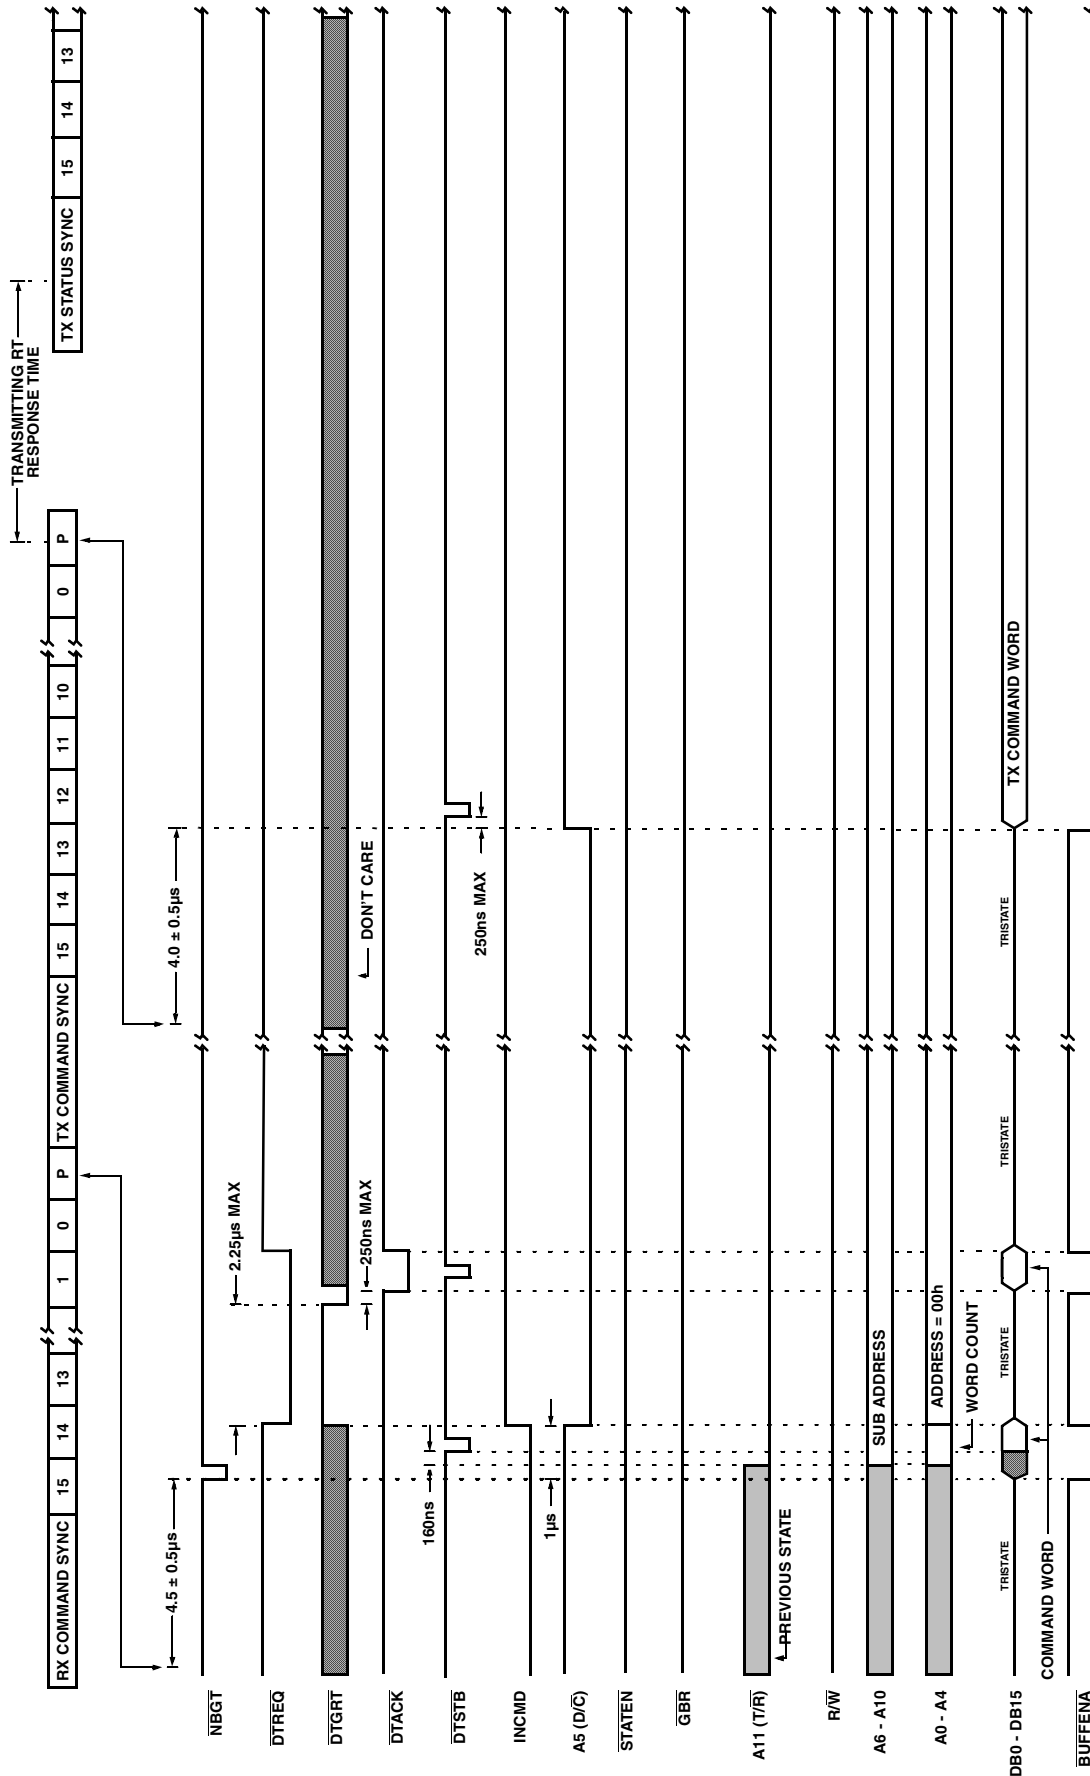 TRANSMITTING RT
RESPONSE TIME
RX COMMAND SYNC 15 14 13 1 0 P TX COMMAND SYNC 15 14 13 12 11 10 0 P TX STATUS SYNC 15 14 13
4.5 ± 0.5µs 4.0 ± 0.5µs
NBGT
2.25µs MAX
DTREQ
DTGRT
250ns MAX DON'T CARE
DTACK
160ns
DTSTB
250ns MAX
INCMD
1µs
A5 (D/C)
STATEN
GBR
A11 (T/R)
PREVIOUS STATE
R/W
A6 - A10 SUB ADDRESS
A0 - A4 ADDRESS = 00h
WORD COUNT
DB0 - DB15 TRISTATE TRISTATE TRISTATE TRISTATE TX COMMAND WORD
COMMAND WORD
BUFFENA